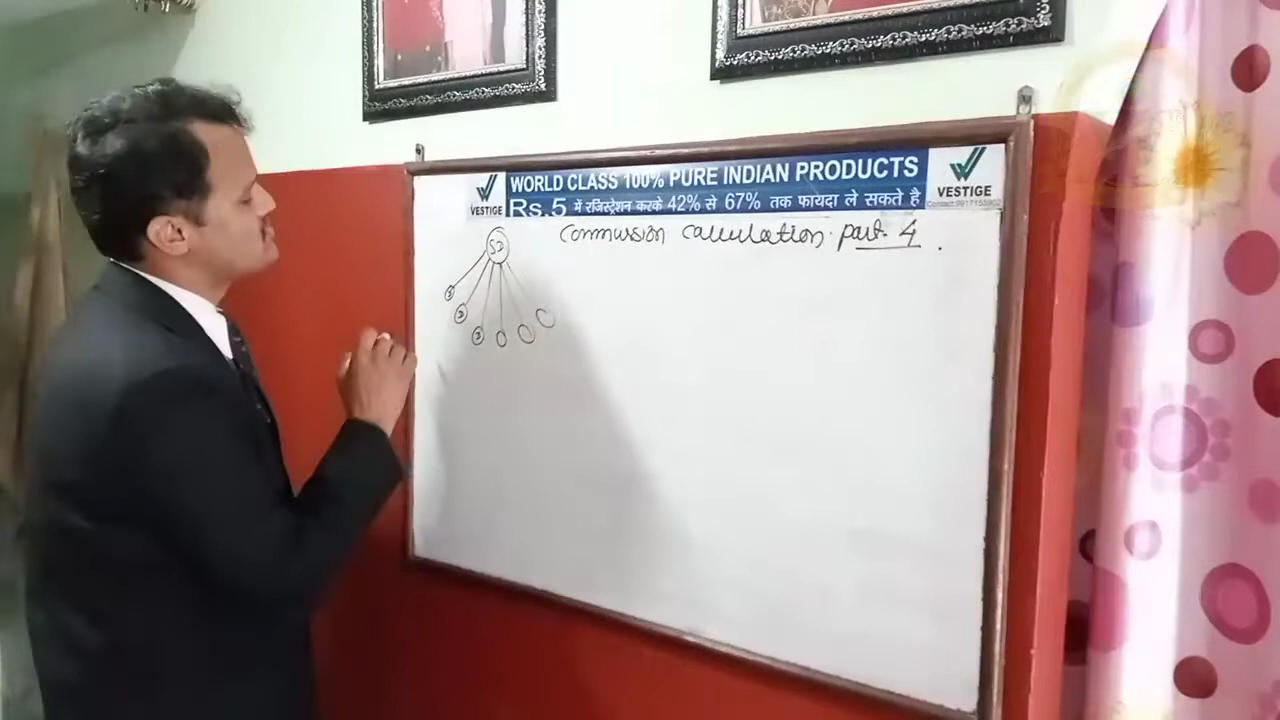 WORLD CLASS 100% PURE INDIAN PRODUCTS
Rs.5 में रजिस्ट्रेशन करके 42% से 67% तक फायदा ले सकते है
VESTIGE
VESTIGE
Commission calculation. part. 4.
SD